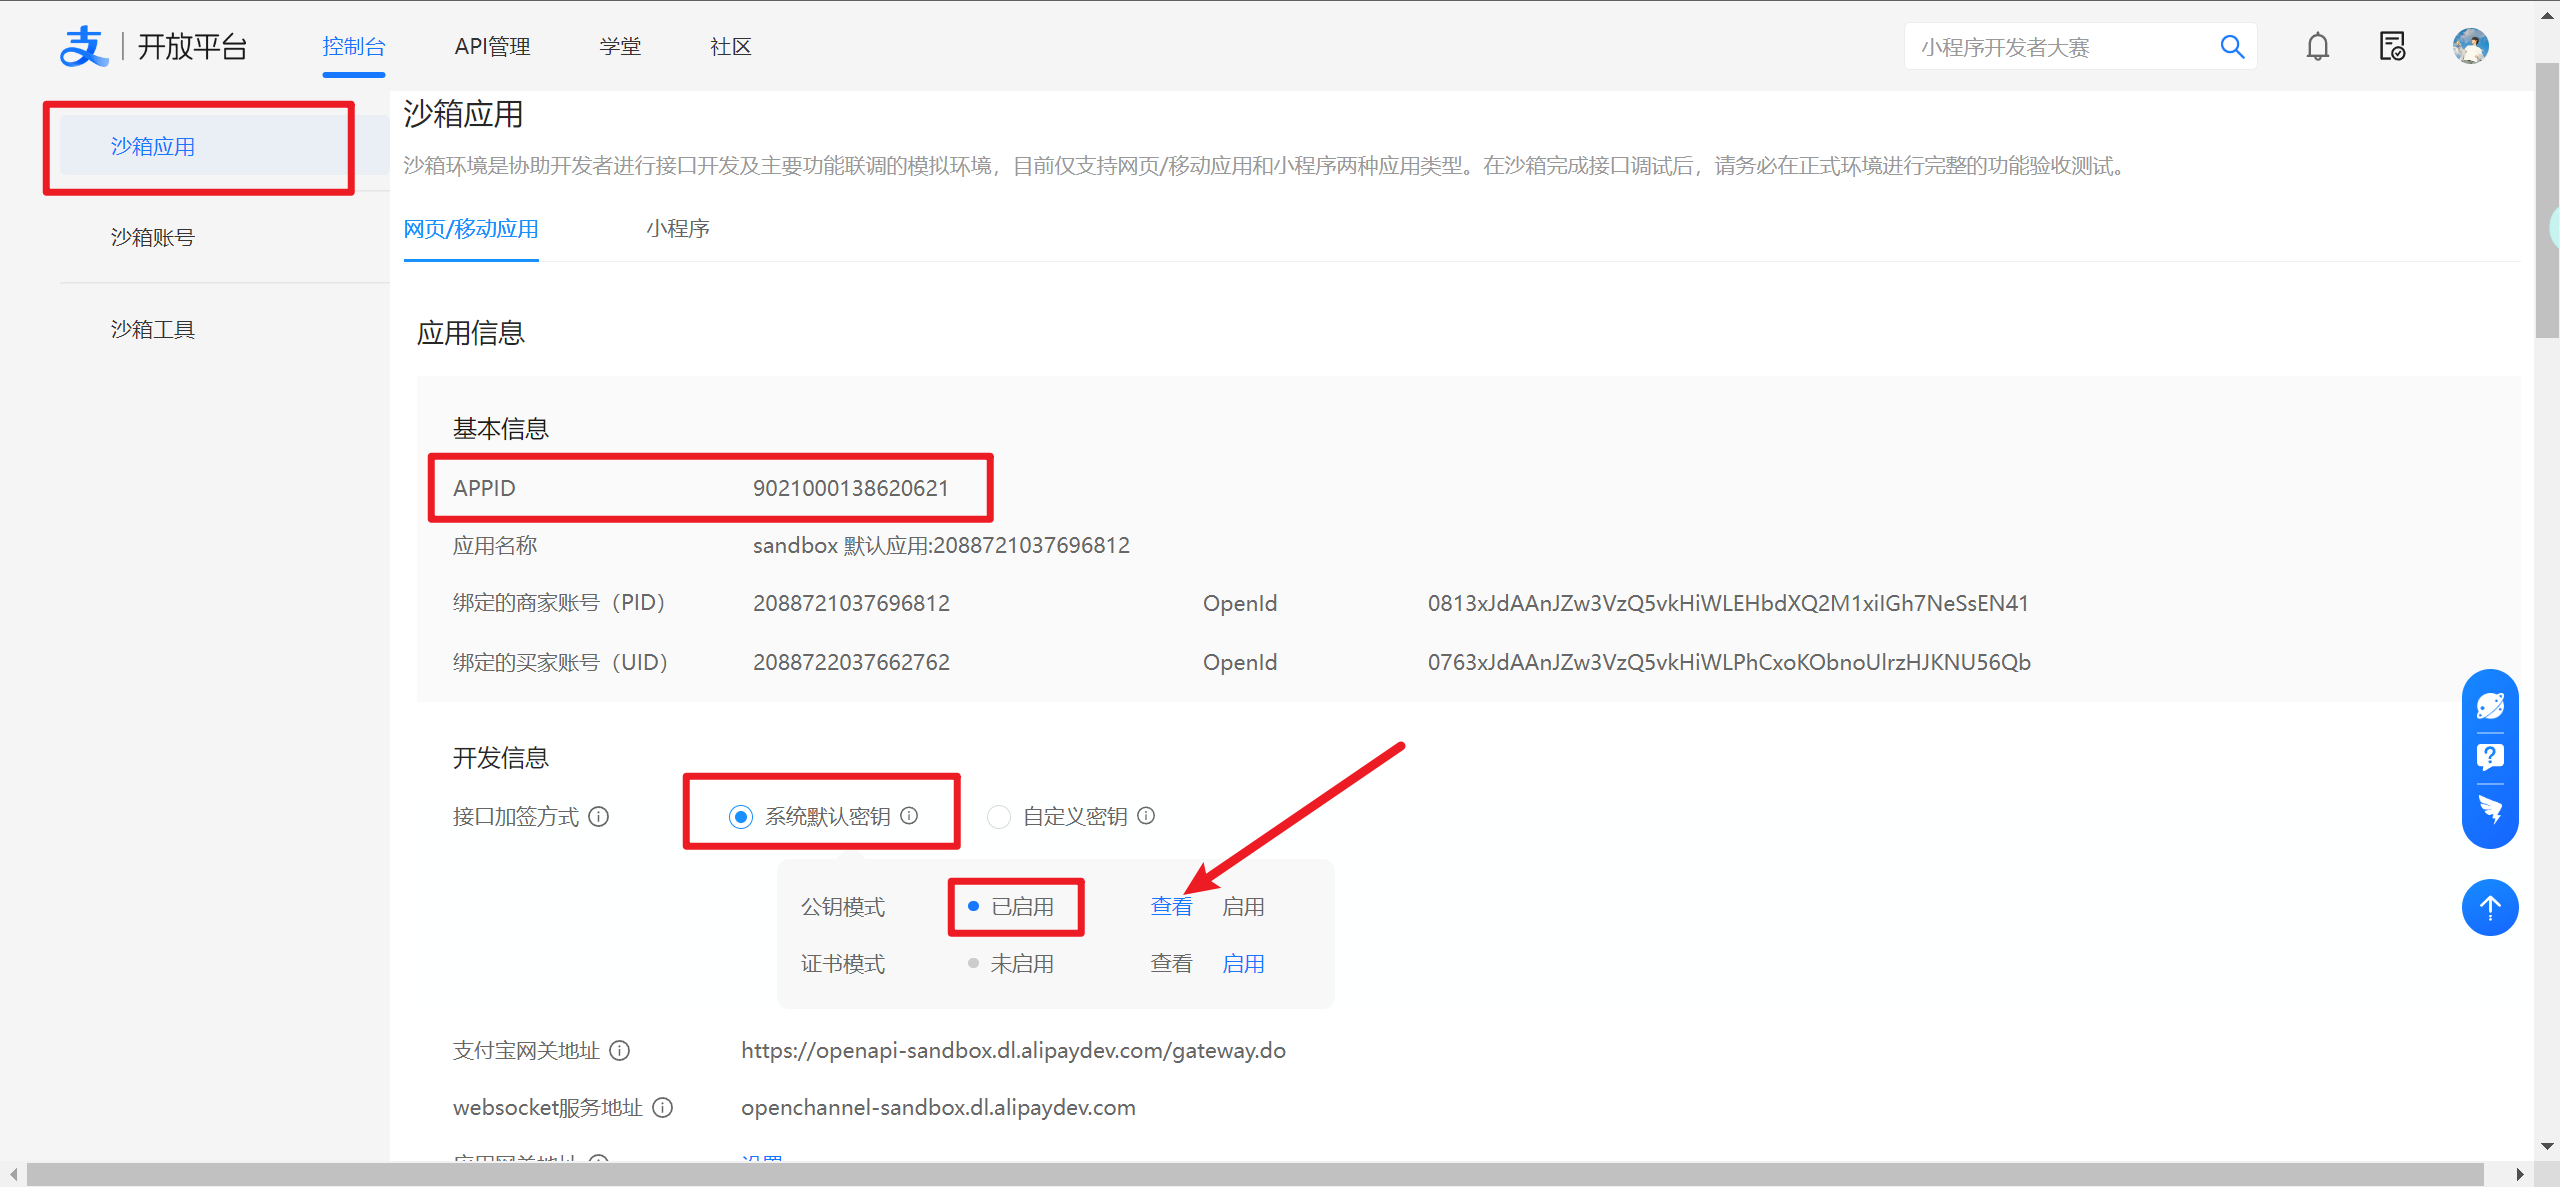 支 开放平台 控制台 API管理 学堂 社区 小程序开发者大赛
沙箱应用
沙箱账号
沙箱工具
沙箱应用
沙箱环境是协助开发者进行接口开发及主要功能联调的模拟环境，目前仅支持网页/移动应用和小程序两种应用类型。在沙箱完成接口调试后，请务必在正式环境进行完整的功能验收测试。
网页/移动应用 小程序
应用信息
基本信息
APPID 9021000138620621
应用名称 sandbox 默认应用:2088721037696812
绑定的商家账号（PID） 2088721037696812 OpenId 0813xJdAAnJZw3VzQ5vkHiWLEHbdXQ2M1xiIGh7NeSsEN41
绑定的买家账号（UID） 2088722037662762 OpenId 0763xJdAAnJZw3VzQ5vkHiWLPhCxoKObnoUlrzHJKNU56Qb
开发信息
接口加签方式 系统默认密钥 自定义密钥
公钥模式 已启用 查看 启用
证书模式 未启用 查看 启用
支付宝网关地址 https://openapi-sandbox.dl.alipaydev.com/gateway.do
websocket服务地址 openchannel-sandbox.dl.alipaydev.com
应用网关地址 设置